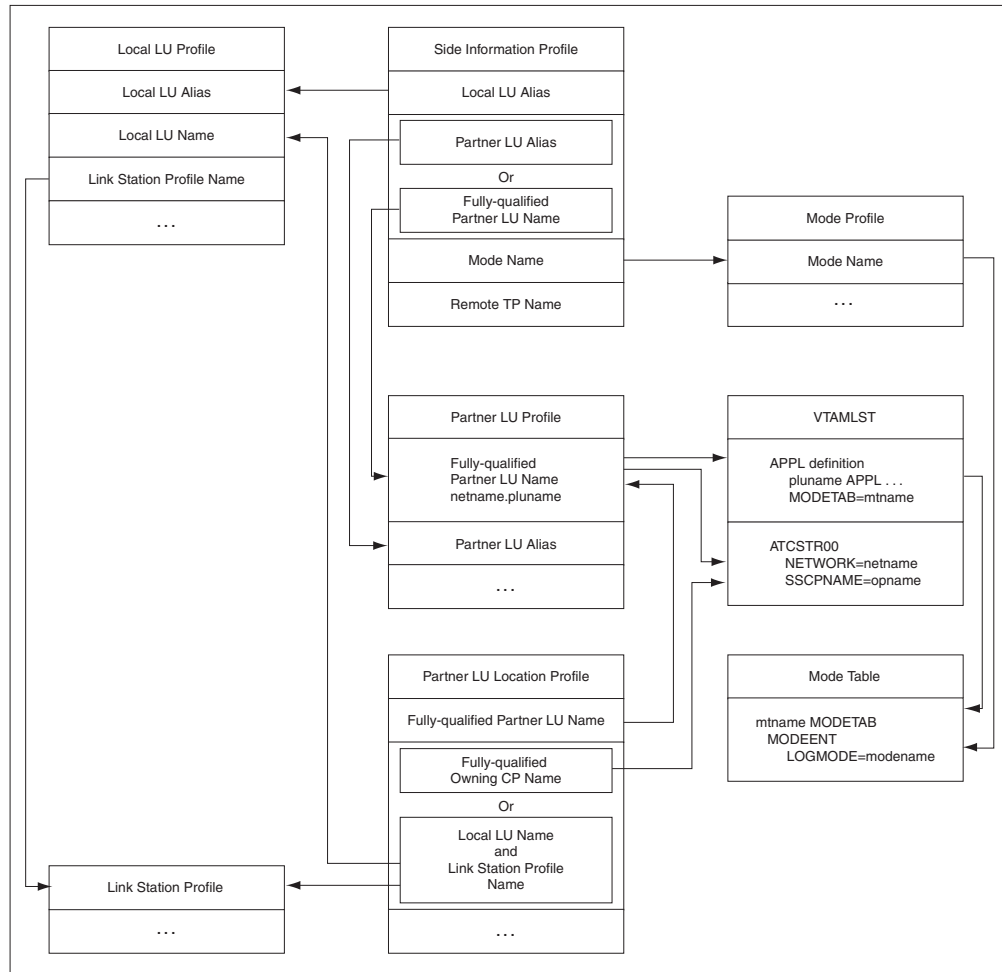 Local LU Profile
Local LU Alias
Local LU Name
Link Station Profile Name
...
Side Information Profile
Local LU Alias
Partner LU Alias
Or
Fully-qualified
Partner LU Name
Mode Name
Remote TP Name
Mode Profile
Mode Name
...
Partner LU Profile
Fully-qualified
Partner LU Name
netname.pluname
Partner LU Alias
...
VTAMLST
APPL definition
pluname APPL . . .
MODETAB=mtname
ATCSTR00
NETWORK=netname
SSCPNAME=opname
Partner LU Location Profile
Fully-qualified Partner LU Name
Fully-qualified
Owning CP Name
Or
Local LU Name
and
Link Station Profile
Name
...
Mode Table
mtname MODETAB
MODEENT
LOGMODE=modename
Link Station Profile
...